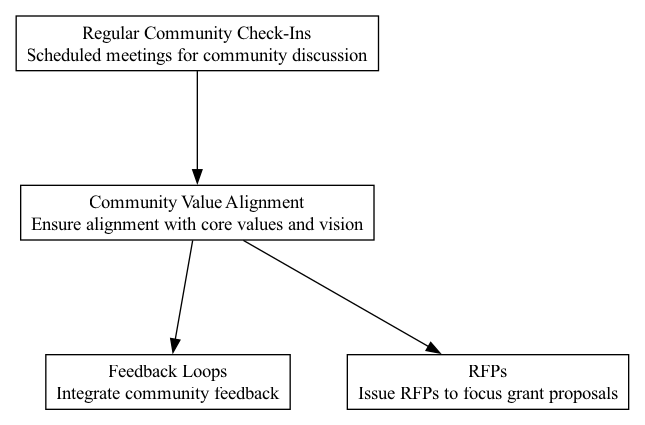 Regular Community Check-Ins
Scheduled meetings for community discussion
Community Value Alignment
Ensure alignment with core values and vision
Feedback Loops
Integrate community feedback
RFPs
Issue RFPs to focus grant proposals